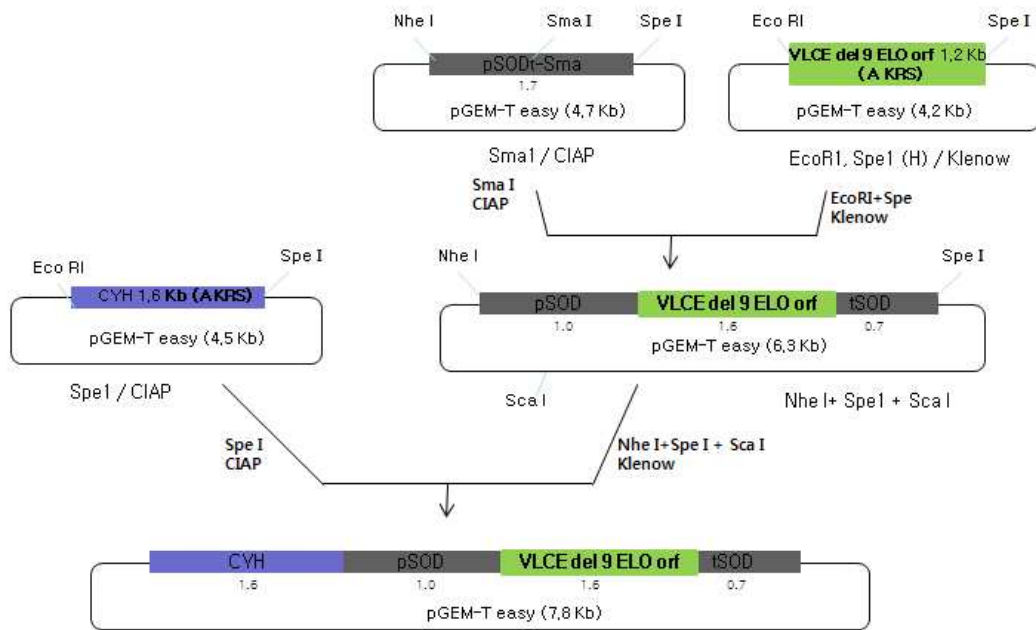 Nhe I
Sma I
Spe I
pSODt-Sma
1.7
pGEM-T easy (4,7 Kb)
Sma1 / CIAP
Eco RI
Spe I
VLCE del 9 ELO orf 1,2 Kb
(A KRS)
pGEM-T easy (4,2 Kb)
EcoR1, Spe1 (H) / Klenow
Sma I
CIAP
EcoRI+Spe
Klenow
Eco RI
Spe I
CYH 1,6 Kb (AKRS)
pGEM-T easy (4,5 Kb)
Spe1 / CIAP
Nhe I
Spe I
pSOD
VLCE del 9 ELO orf
tSOD
1.0
1.6
0.7
pGEM-T easy (6,3 Kb)
Sca I
Nhe I+ Spe1 + Sca I
Spe I
CIAP
Nhe I+Spe I + Sca I
Klenow
CYH
pSOD
VLCE del 9 ELO orf
tSOD
1.6
1.0
1.6
0.7
pGEM-T easy (7,8 Kb)